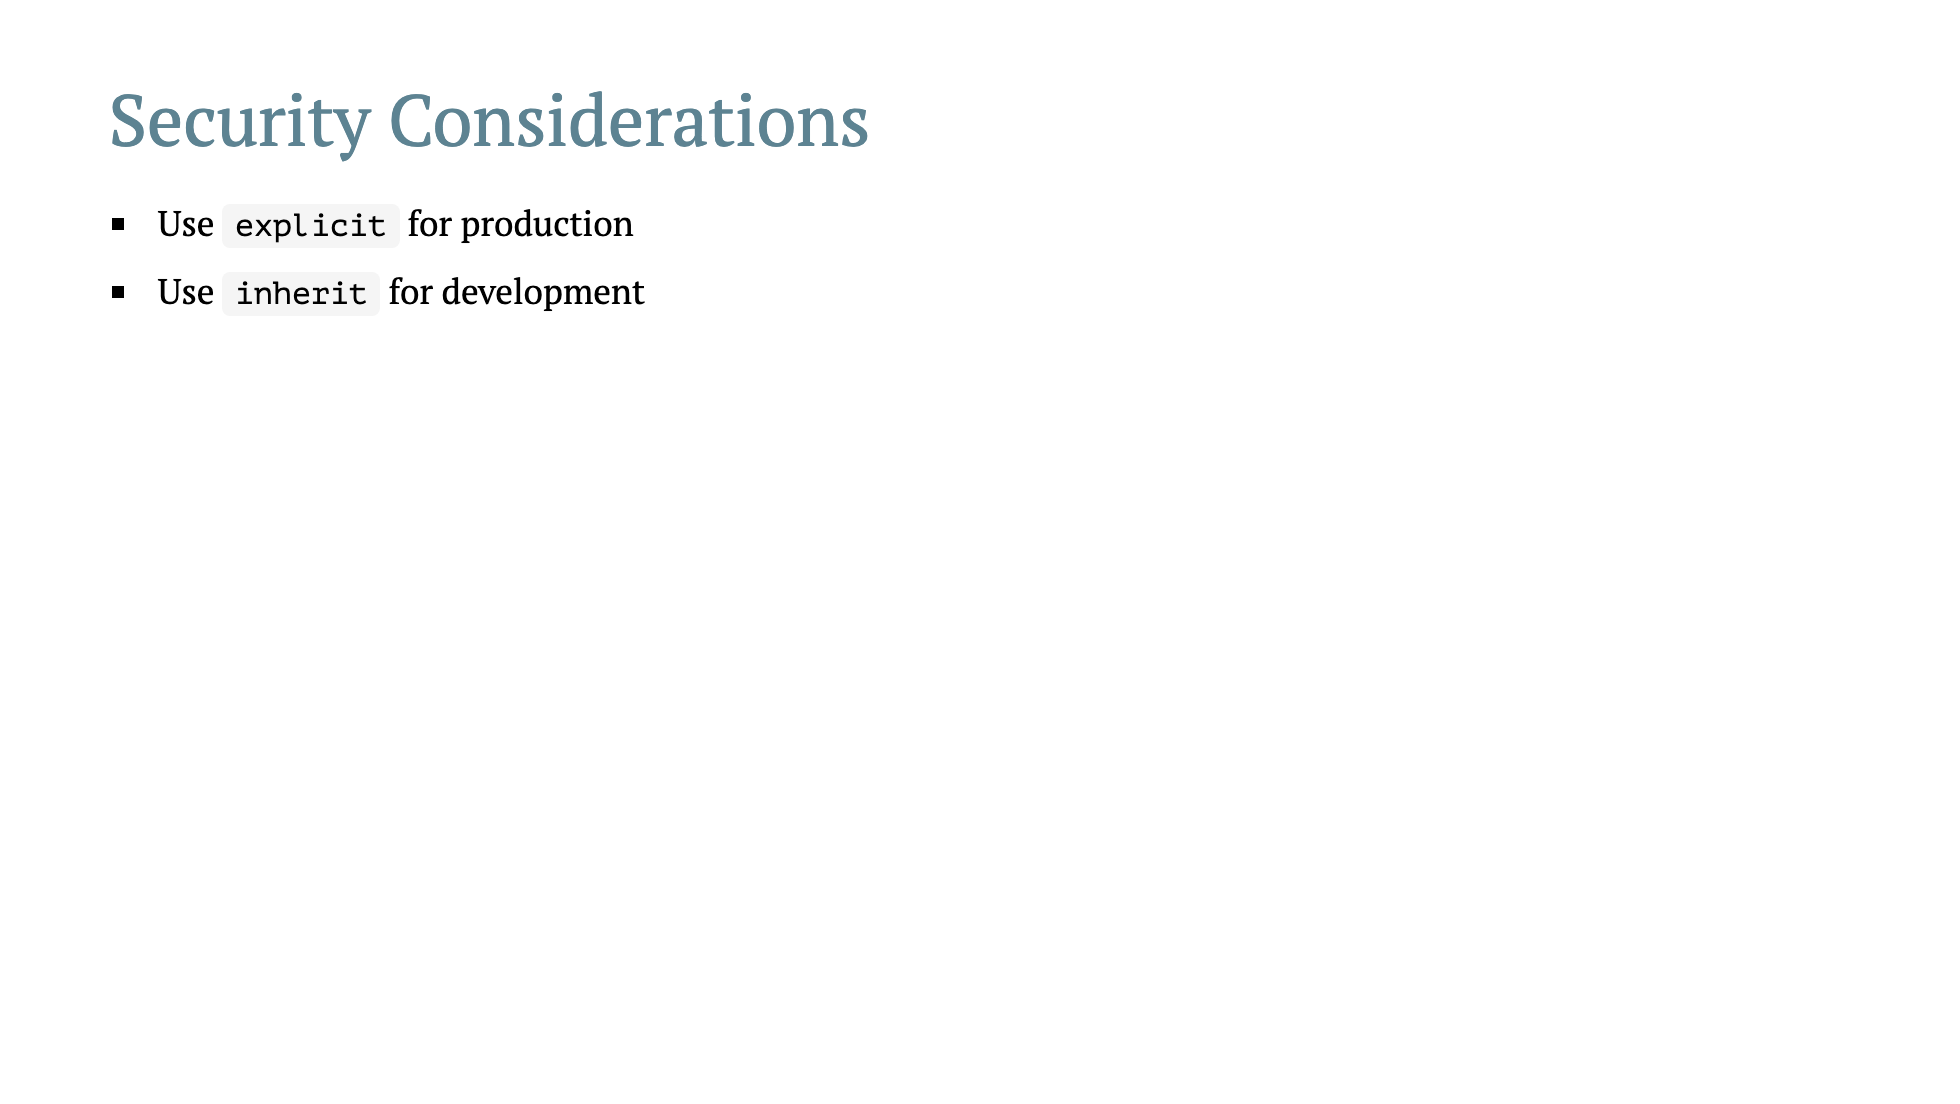 Security Considerations
▪ Use explicit for production
▪ Use inherit for development